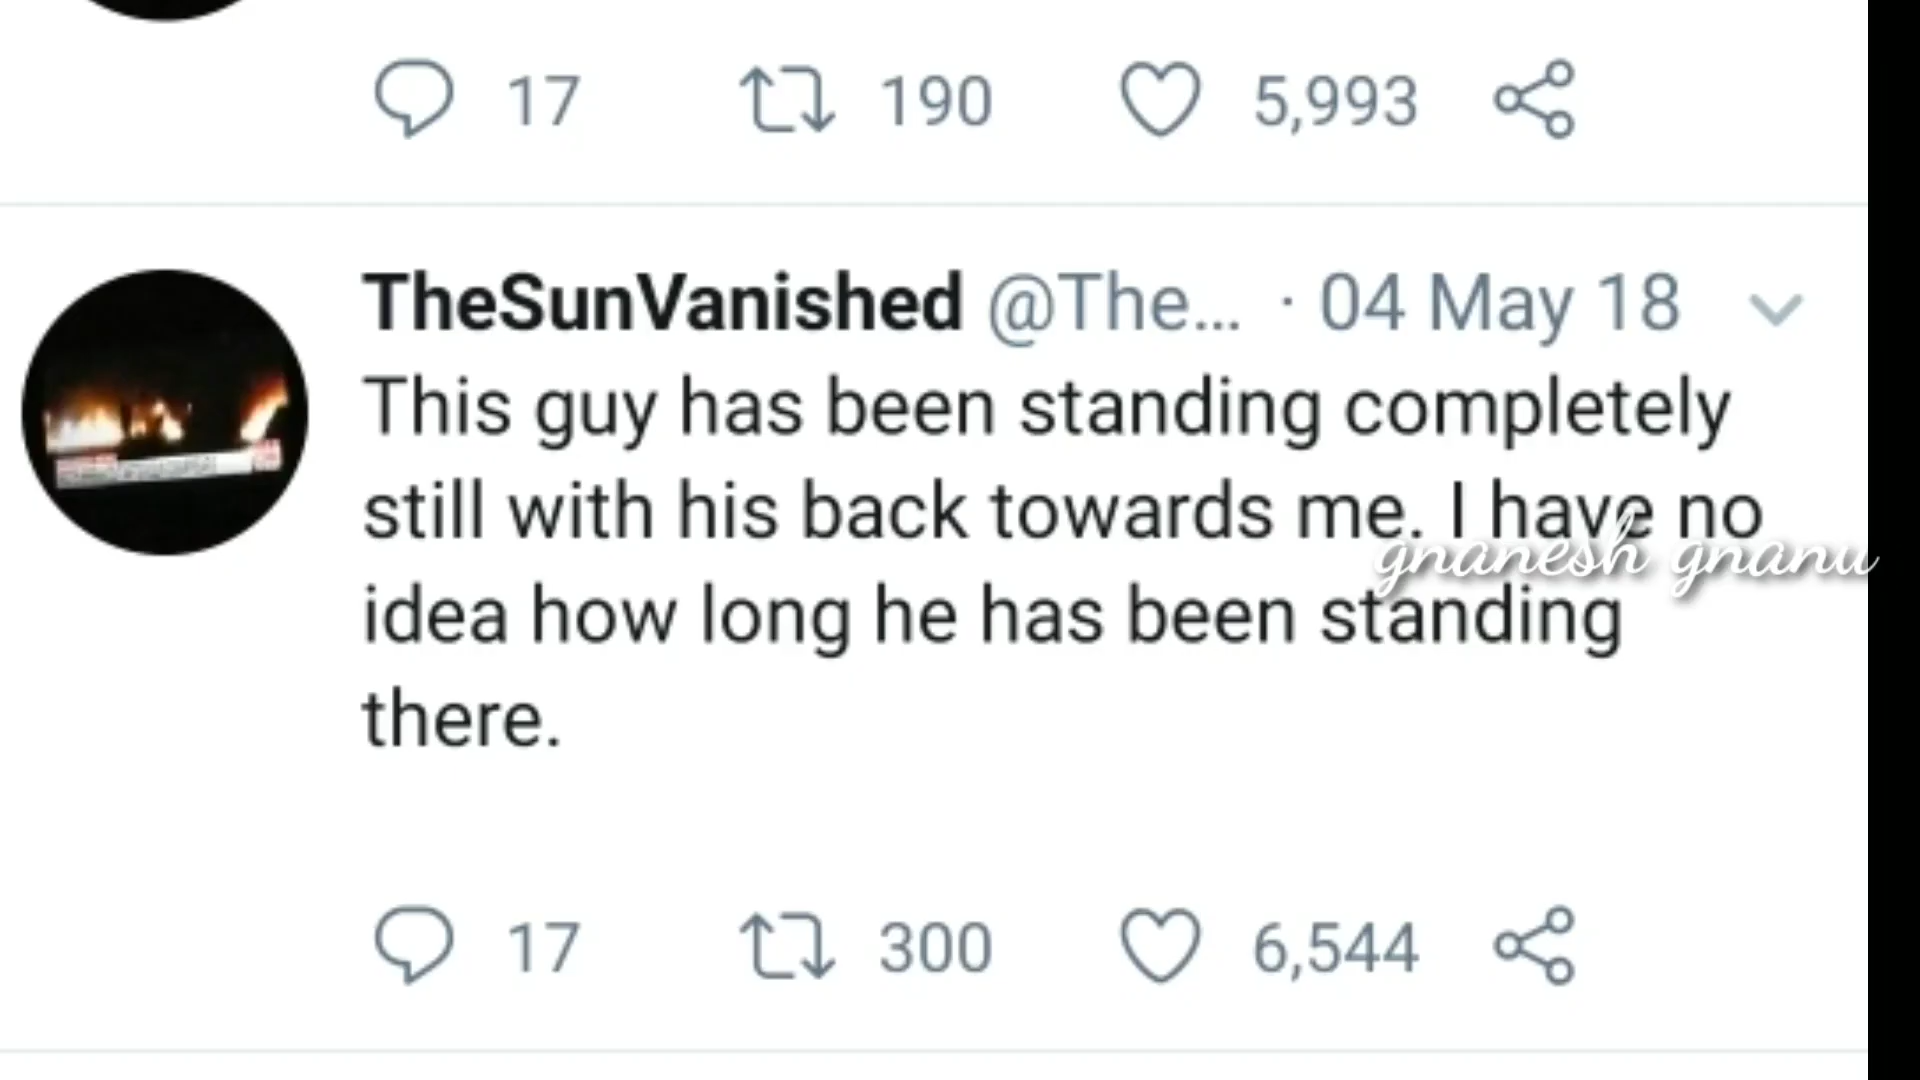 17 190 5,993
TheSunVanished @The... · 04 May 18
This guy has been standing completely
still with his back towards me. I have no
gnanesh gnanu
idea how long he has been standing
there.
17 300 6,544